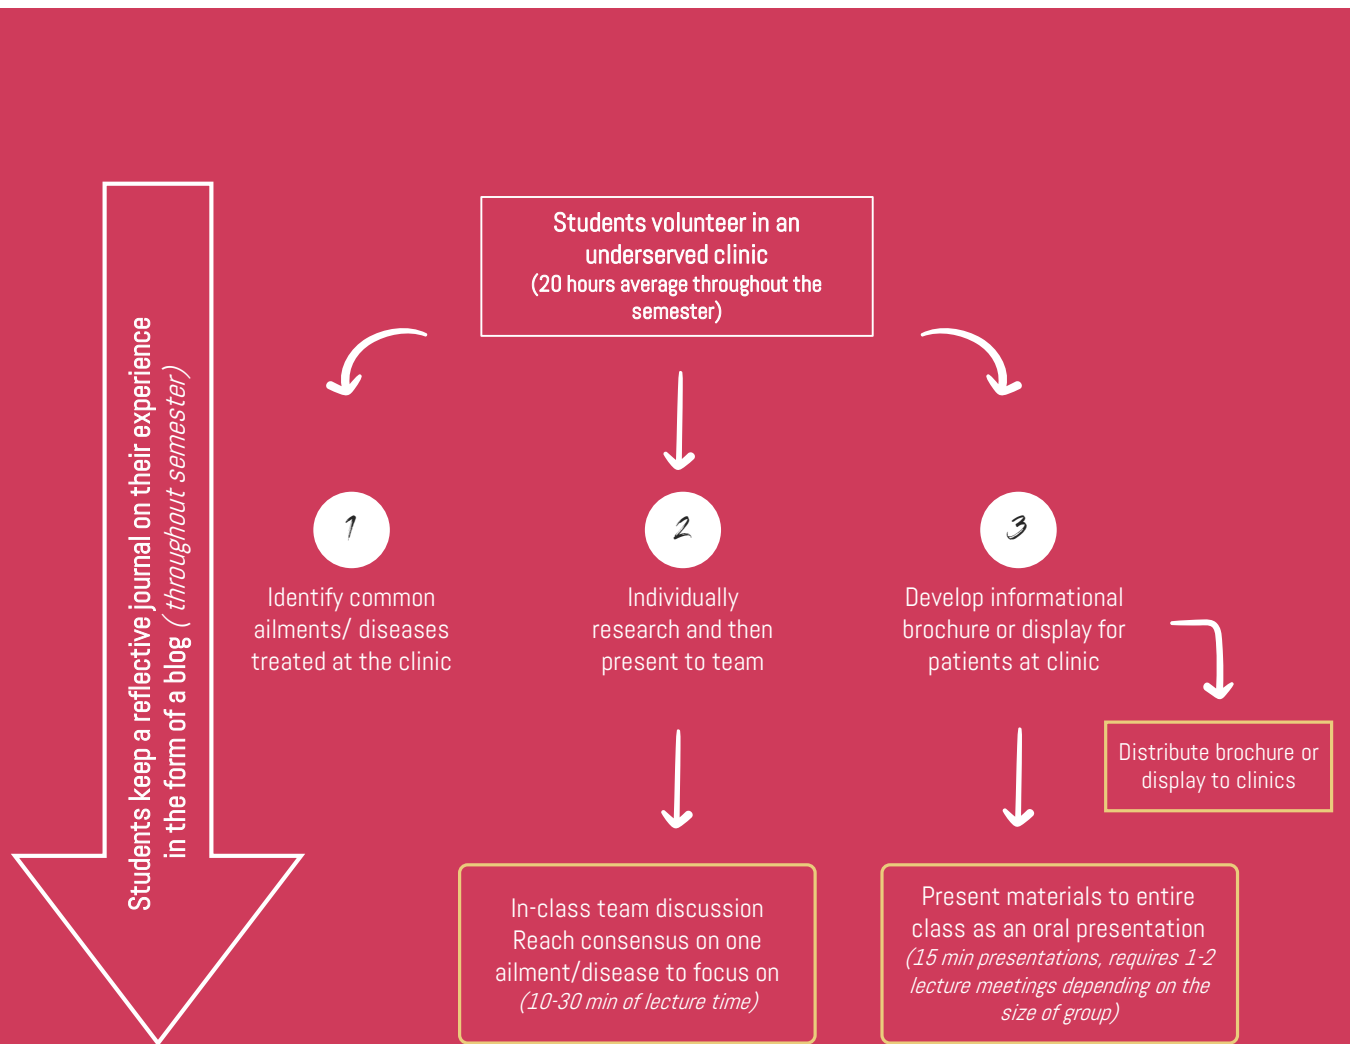 Students volunteer in an
underserved clinic
(20 hours average throughout the
semester)
Students keep a reflective journal on their experience
in the form of a blog ( throughout semester)
1
Identify common
ailments/ diseases
treated at the clinic
2
Individually
research and then
present to team
3
Develop informational
brochure or display for
patients at clinic
Distribute brochure or
display to clinics
In-class team discussion
Reach consensus on one
ailment/disease to focus on
(10-30 min of lecture time)
Present materials to entire
class as an oral presentation
(15 min presentations, requires 1-2
lecture meetings depending on the
size of group)